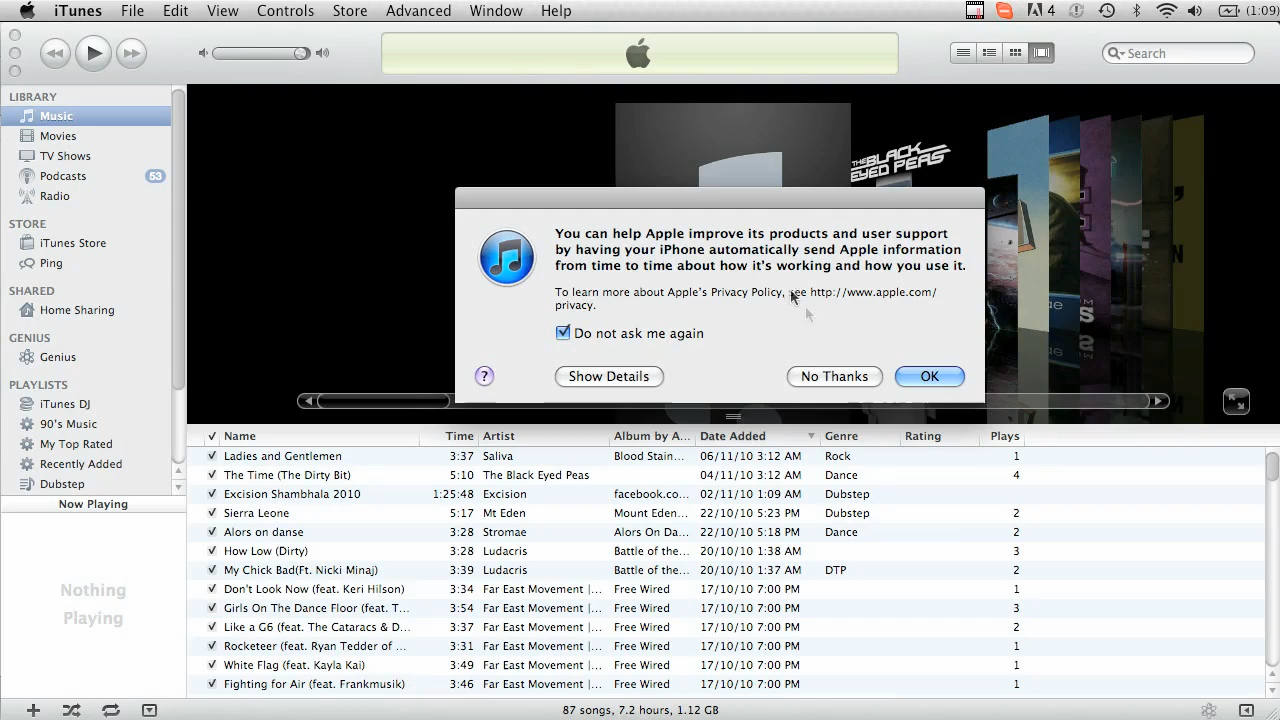 iTunes File Edit View Controls Store Advanced Window Help 4 (1:09)
Search
LIBRARY
Music
Movies
TV Shows
Podcasts 53
Radio
STORE
iTunes Store
Ping
SHARED
Home Sharing
GENIUS
Genius
PLAYLISTS
iTunes DJ
90's Music
My Top Rated
Recently Added
Dubstep
Now Playing
Nothing
Playing
THE BLACK
EYED PEAS
You can help Apple improve its products and user support
by having your iPhone automatically send Apple information
from time to time about how it's working and how you use it.
To learn more about Apple's Privacy Policy, see http://www.apple.com/
privacy.
Do not ask me again
? Show Details No Thanks OK
Name Time Artist Album by A... Date Added Genre Rating Plays
Ladies and Gentlemen 3:37 Saliva Blood Stain... 06/11/10 3:12 AM Rock 1
The Time (The Dirty Bit) 5:10 The Black Eyed Peas 04/11/10 3:12 AM Dance 4
Excision Shambhala 2010 1:25:48 Excision facebook.co... 02/11/10 1:09 AM Dubstep
Sierra Leone 5:17 Mt Eden Mount Eden... 22/10/10 5:23 PM Dubstep 2
Alors on danse 3:28 Stromae Alors On Da... 22/10/10 5:18 PM Dance 2
How Low (Dirty) 3:28 Ludacris Battle of the... 20/10/10 1:38 AM 3
My Chick Bad(Ft. Nicki Minaj) 3:39 Ludacris Battle of the... 20/10/10 1:37 AM DTP 2
Don't Look Now (feat. Keri Hilson) 3:54 Far East Movement |... Free Wired 17/10/10 7:00 PM 1
Girls On The Dance Floor (feat. T... 3:34 Far East Movement |... Free Wired 17/10/10 7:00 PM 3
Like a G6 (feat. The Cataracs & D... 3:37 Far East Movement |... Free Wired 17/10/10 7:00 PM 2
Rocketeer (feat. Ryan Tedder of ... 3:31 Far East Movement |... Free Wired 17/10/10 7:00 PM 1
White Flag (feat. Kayla Kai) 3:49 Far East Movement |... Free Wired 17/10/10 7:00 PM 1
Fighting for Air (feat. Frankmusik) 3:46 Far East Movement |... Free Wired 17/10/10 7:00 PM 1
87 songs, 7.2 hours, 1.12 GB